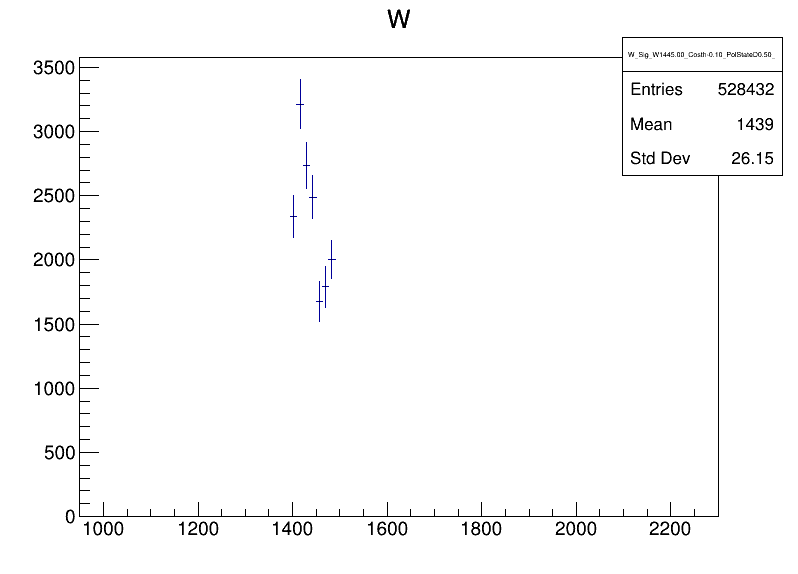 W
W_Sig_W1445.00_Costh-0.10_PolStateD0.50_
Entries 528432
Mean 1439
Std Dev 26.15
3500
3000
2500
2000
1500
1000
500
0
1000 1200 1400 1600 1800 2000 2200